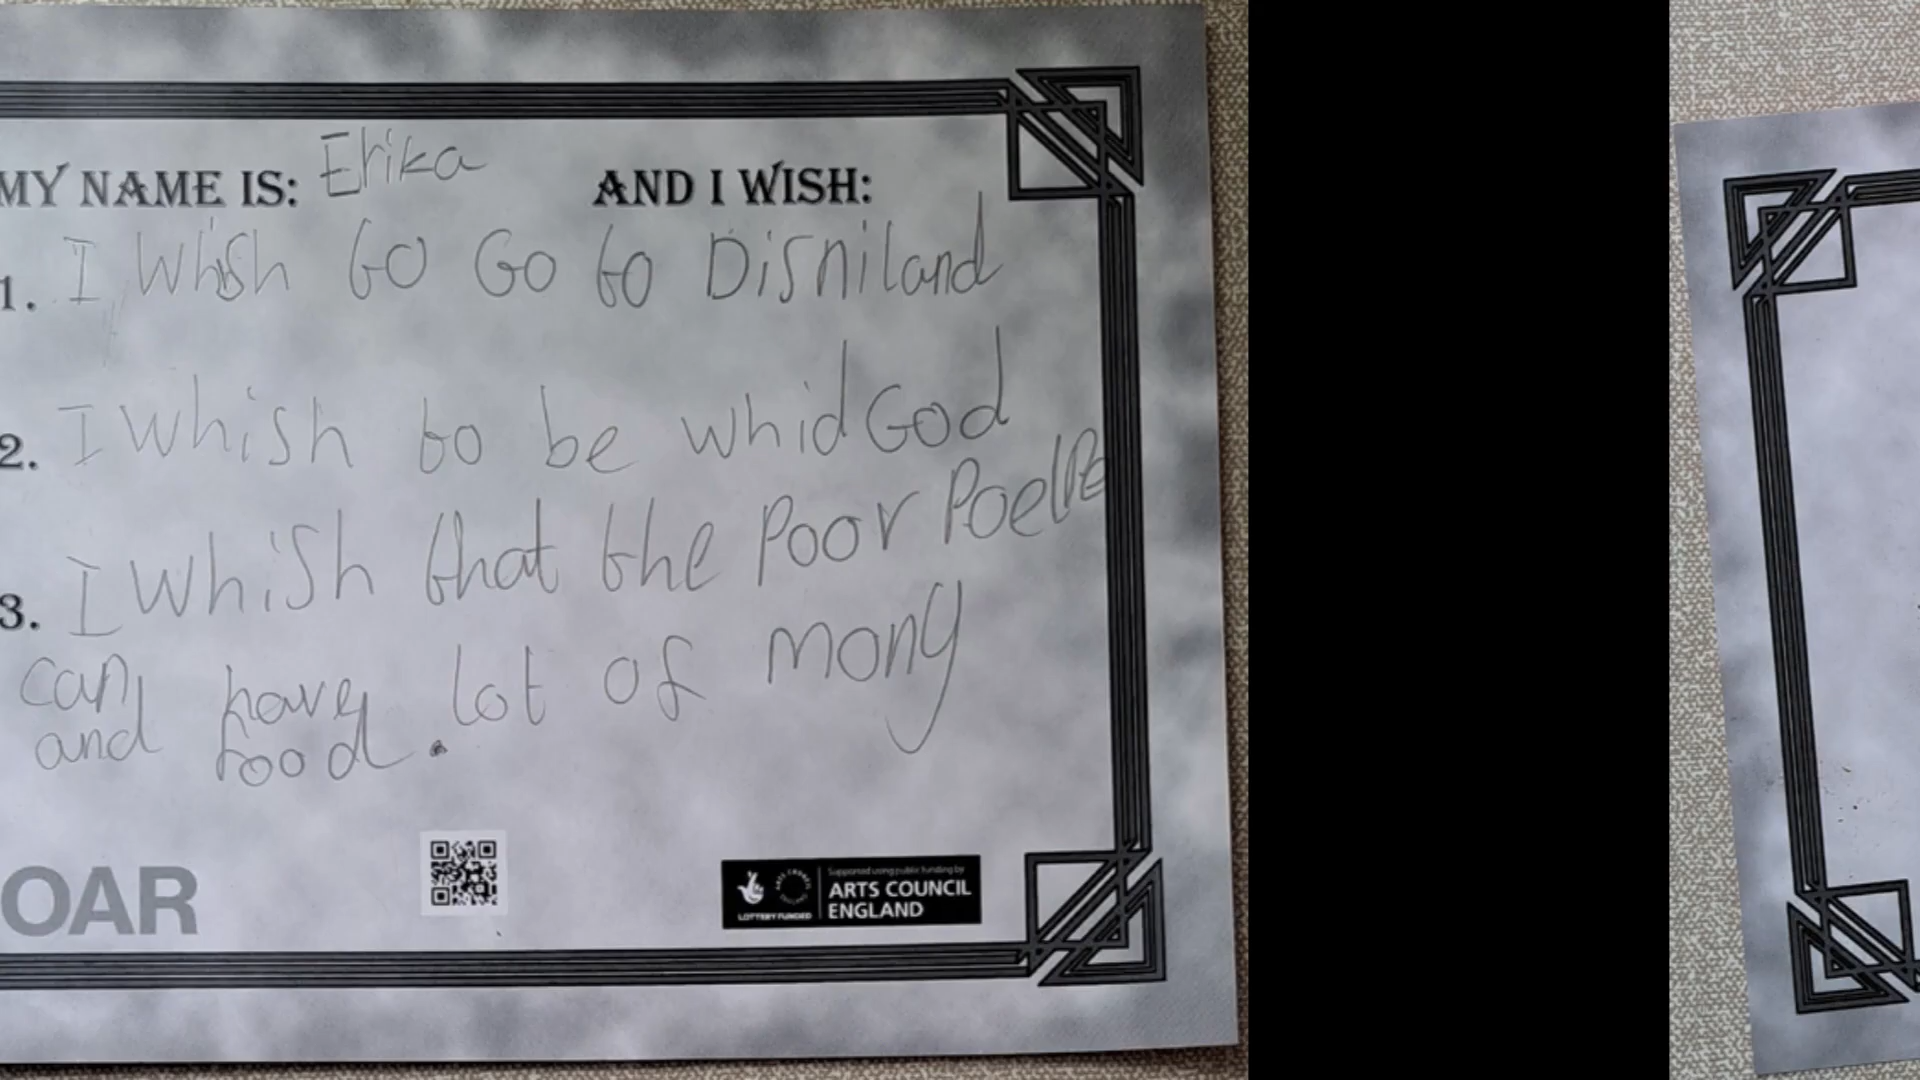 MY NAME IS: Erika AND I WISH:
1. I Whish to Go to Disniland
2. I whish to be whid God
3. I whish that the Poor Poelle
can have lot of mony
and food.
OAR
LOTTERY FUNDED
Supported using public funding by
ARTS COUNCIL
ENGLAND